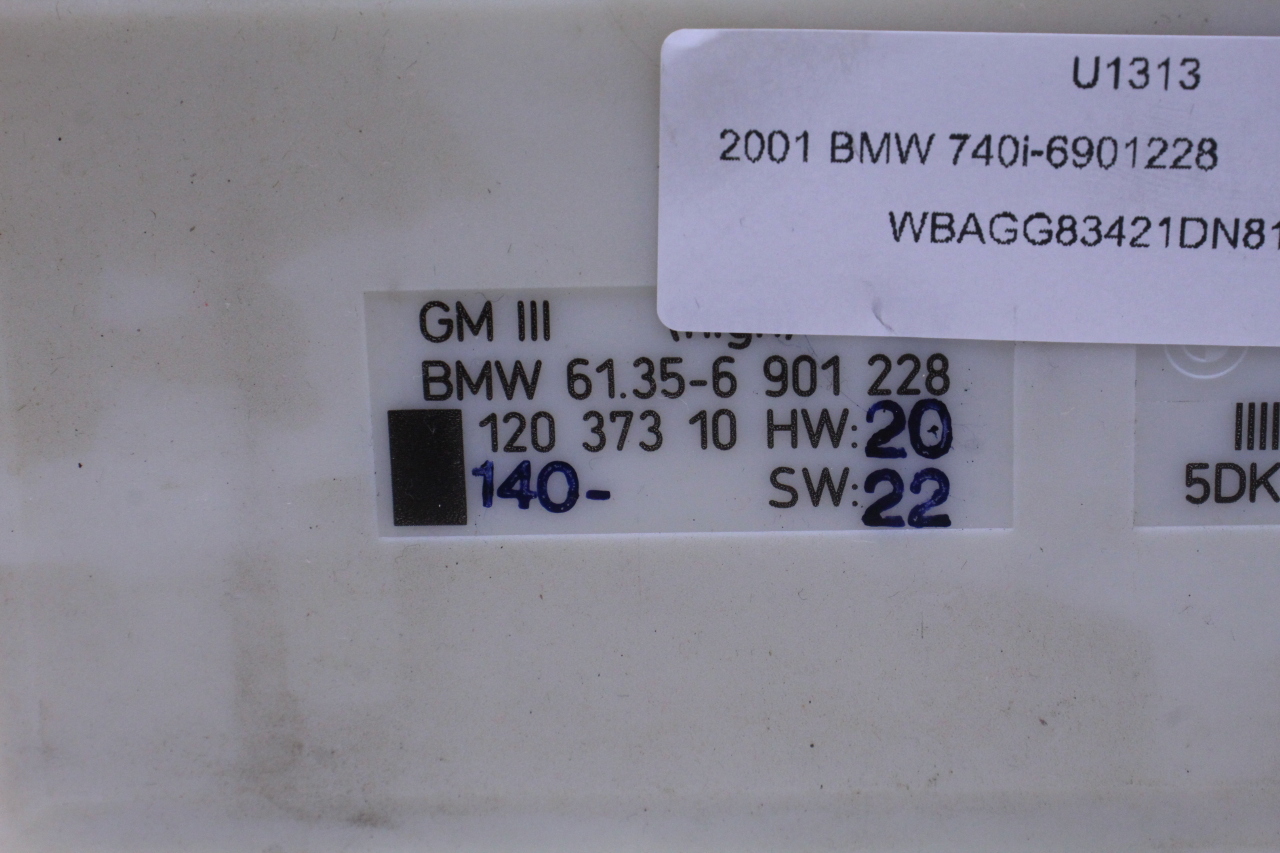 U1313
2001 BMW 740i-6901228
WBAGG83421DN81
GM III
BMW 61.35-6 901 228
120 373 10 HW:20
140-
SW:22
5DK